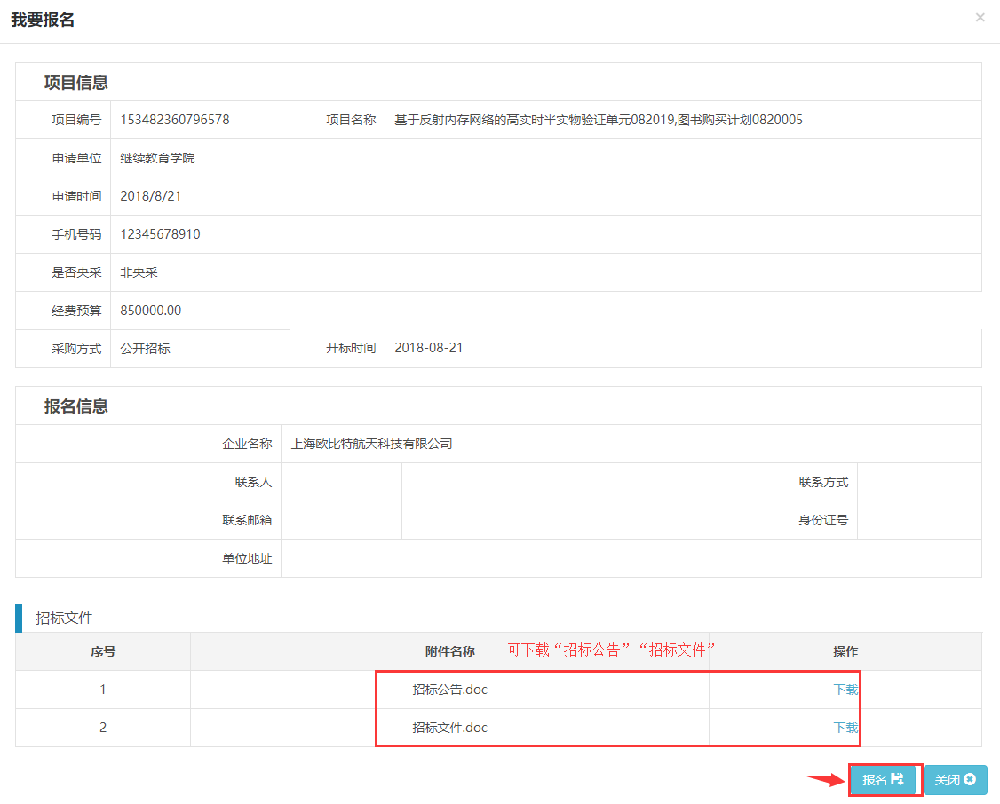 我要报名
×
项目信息
项目编号 153482360796578 项目名称 基于反射内存网络的高实时半实物验证单元082019,图书购买计划0820005
申请单位 继续教育学院
申请时间 2018/8/21
手机号码 12345678910
是否央采 非央采
经费预算 850000.00
采购方式 公开招标 开标时间 2018-08-21
报名信息
企业名称 上海欧比特航天科技有限公司
联系人 联系方式
联系邮箱 身份证号
单位地址
招标文件
序号 附件名称 可下载“招标公告”“招标文件” 操作
1 招标公告.doc 下载
2 招标文件.doc 下载
报名 关闭